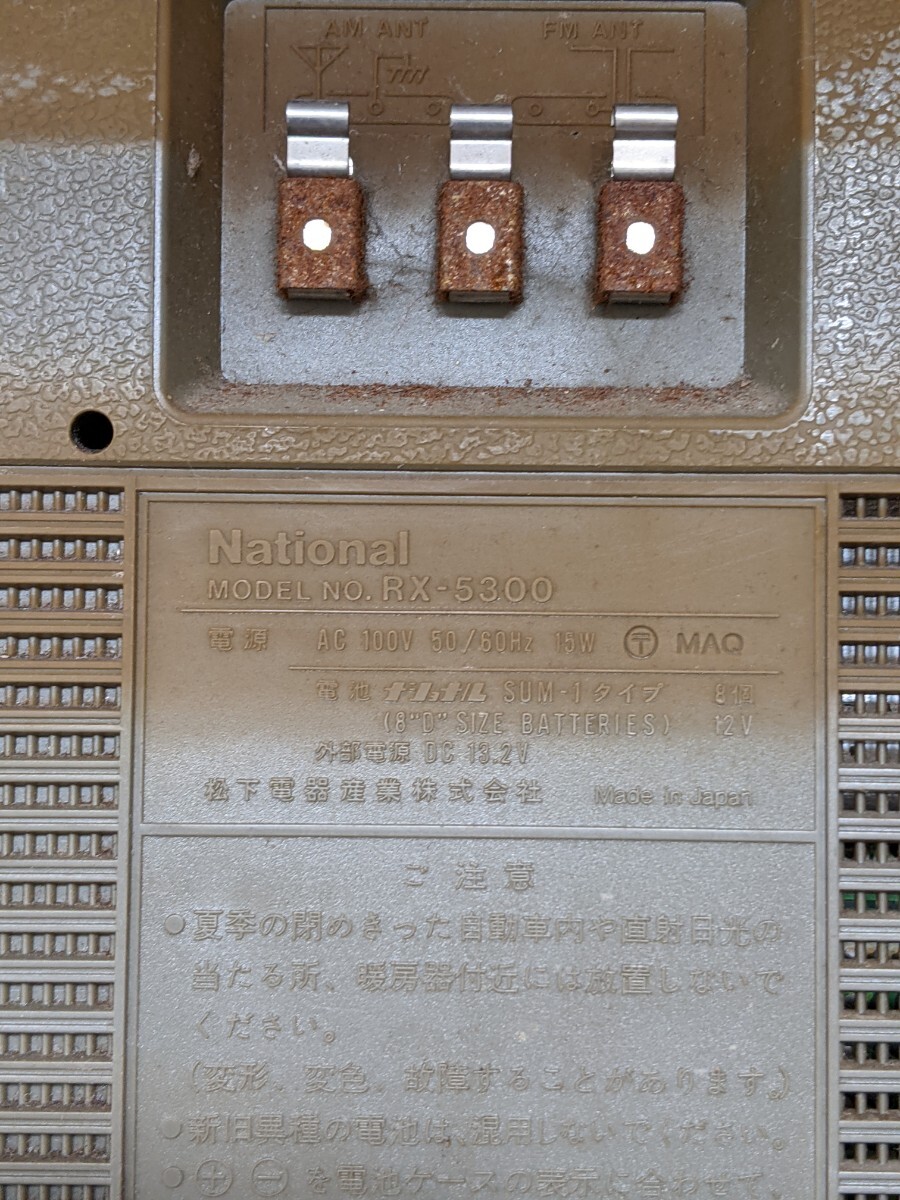 AM ANT FM ANT
National
MODEL NO. RX-5300
電源 AC 100V 50/60Hz 15W 〒 MAQ
電池 ナショナル SUM-1タイプ 8個
(8"D" SIZE BATTERIES) 12V
外部電源 DC 13.2V
松下電器産業株式会社 Made in Japan
ご注意
●夏季の閉めきった自動車内や直射日光の
当たる所、暖房器付近には放置しないで
ください。
(変形、変色、故障することがあります。)
●新旧異種の電池は、混用しないでください。
●⊕⊖を電池ケースの表示に合わせて